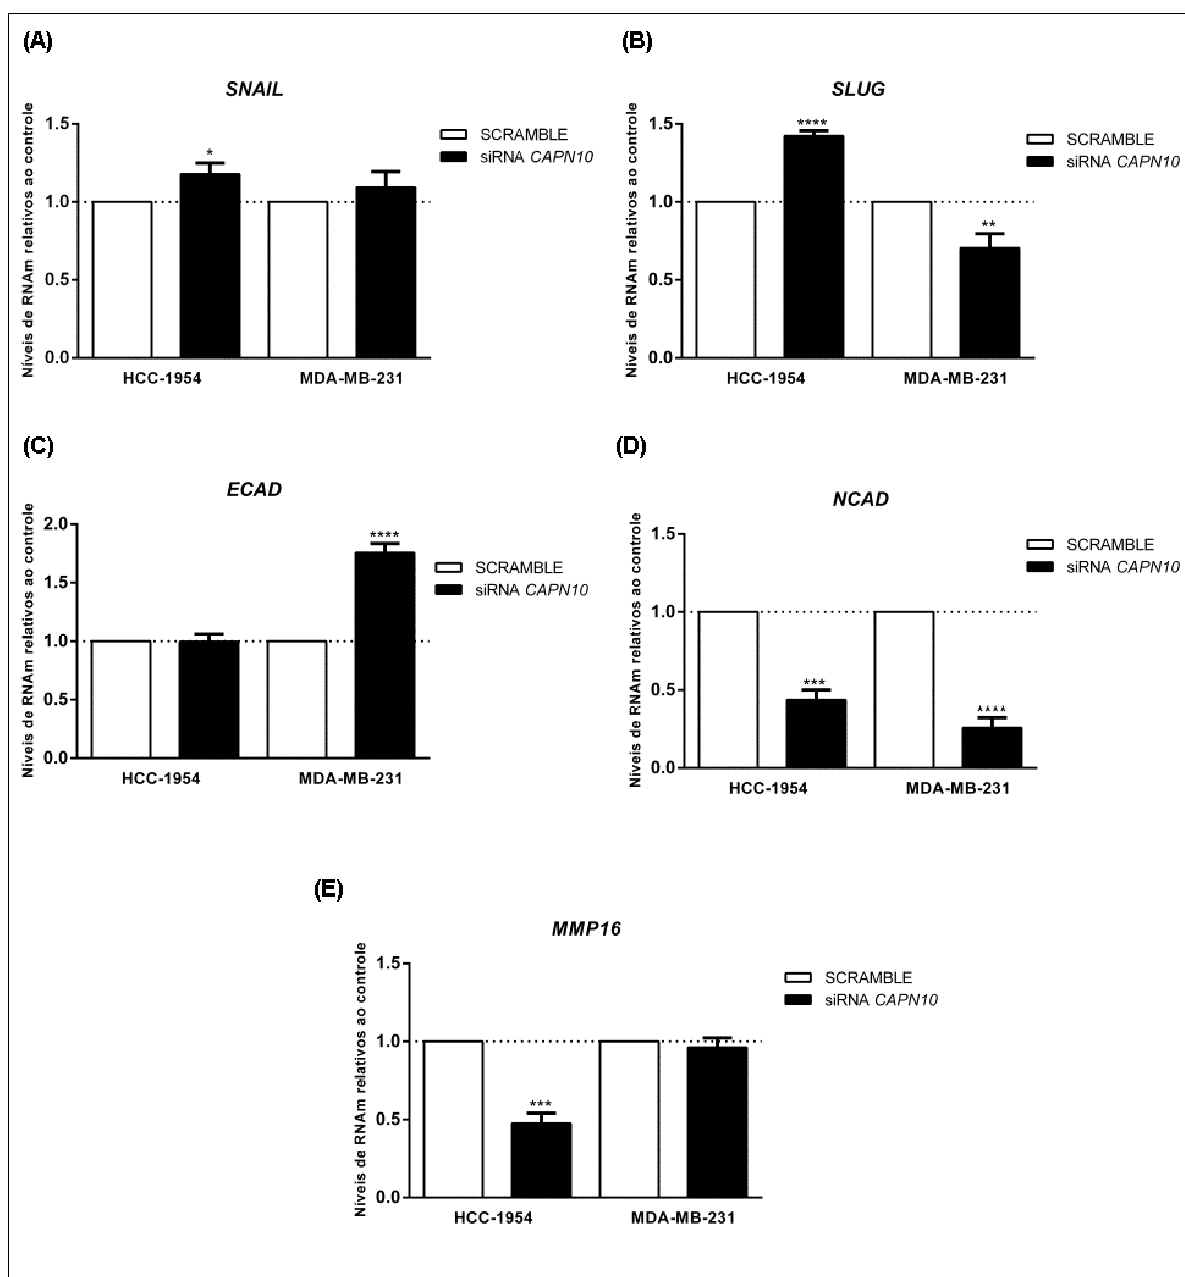 (A)
SNAIL
Níveis de RNAm relativos ao controle
1.5
1.0
0.5
0.0
*
HCC-1954
MDA-MB-231
SCRAMBLE
siRNA CAPN10
(B)
SLUG
Níveis de RNAm relativos ao controle
1.5
1.0
0.5
0.0
****
**
HCC-1954
MDA-MB-231
SCRAMBLE
siRNA CAPN10
(C)
ECAD
Níveis de RNAm relativos ao controle
2.0
1.5
1.0
0.5
0.0
****
HCC-1954
MDA-MB-231
SCRAMBLE
siRNA CAPN10
(D)
NCAD
Níveis de RNAm relativos ao controle
1.5
1.0
0.5
0.0
***
****
HCC-1954
MDA-MB-231
SCRAMBLE
siRNA CAPN10
(E)
MMP16
Níveis de RNAm relativos ao controle
1.5
1.0
0.5
0.0
***
HCC-1954
MDA-MB-231
SCRAMBLE
siRNA CAPN10